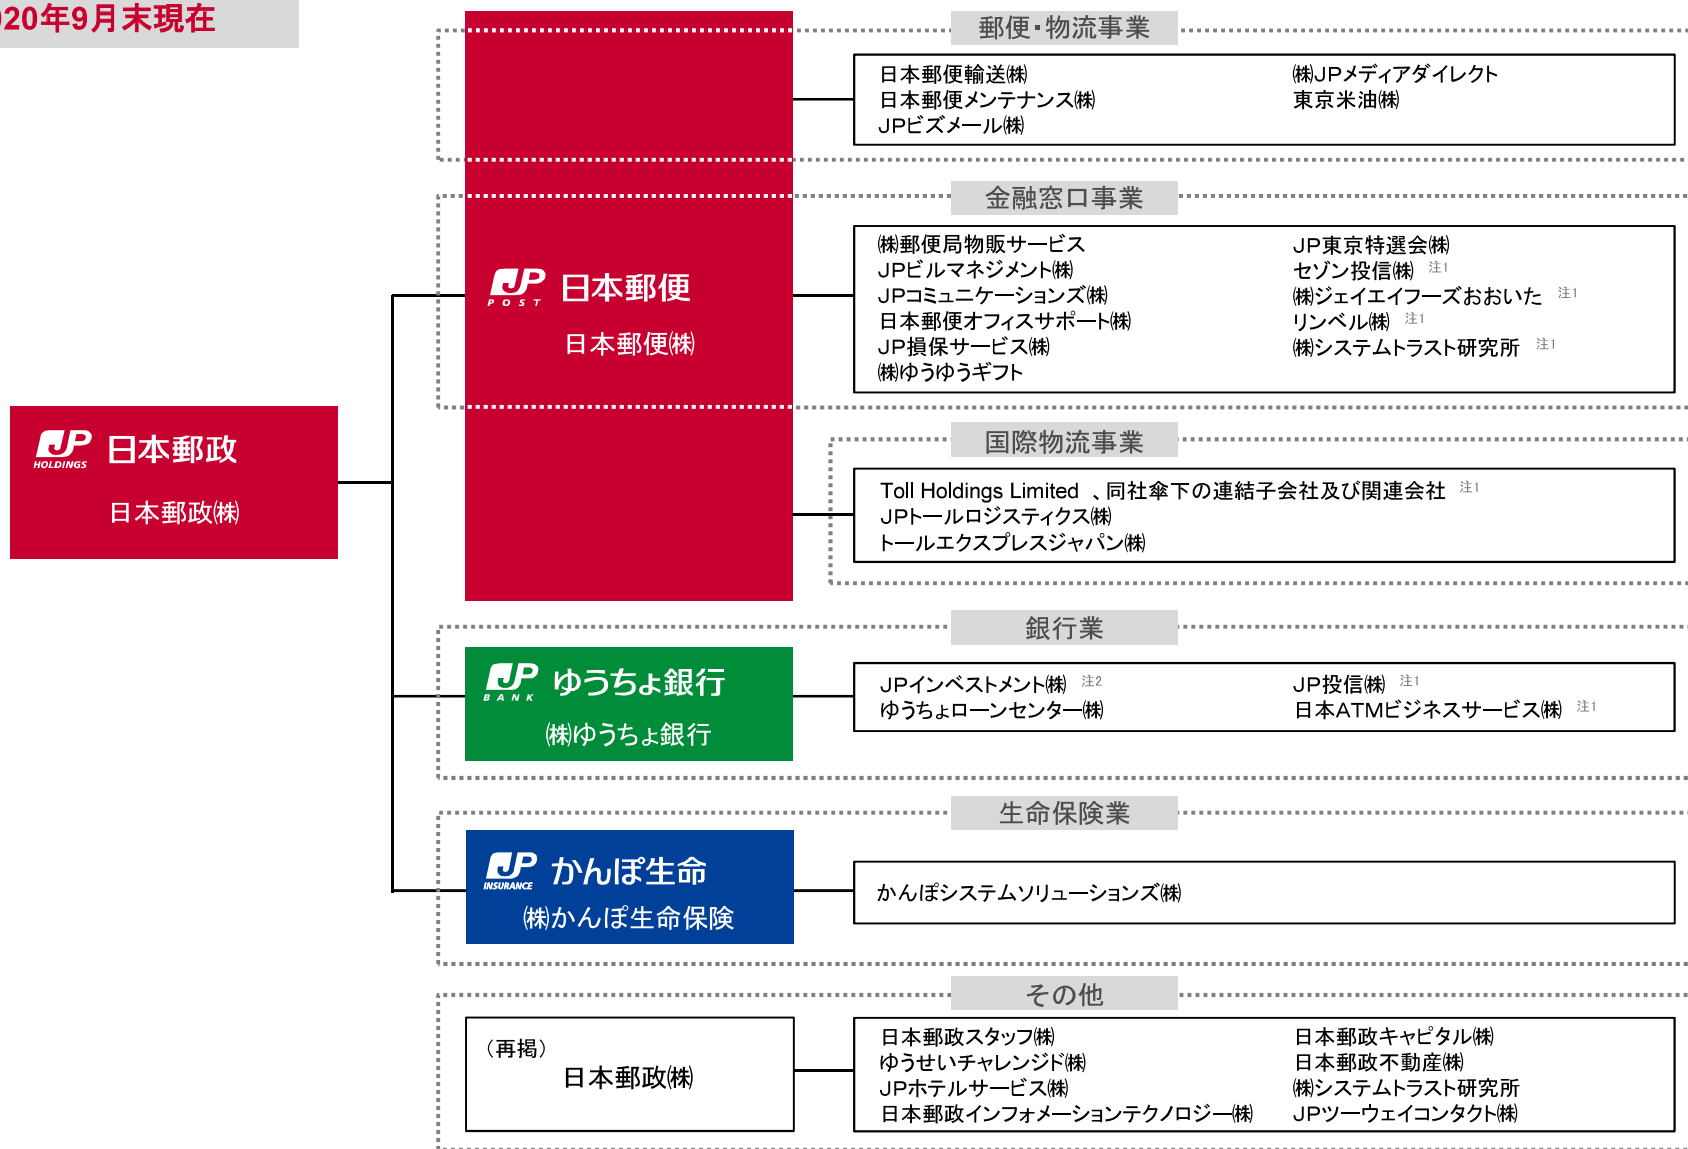 020年9月末現在
郵便・物流事業
日本郵便輸送㈱
日本郵便メンテナンス㈱
JPビズメール㈱
㈱JPメディアダイレクト
東京米油㈱
金融窓口事業
㈱郵便局物販サービス
JPビルマネジメント㈱
JPコミュニケーションズ㈱
日本郵便オフィスサポート㈱
JP損保サービス㈱
㈱ゆうゆうギフト
JP東京特選会㈱
セゾン投信㈱ 注1
㈱ジェイエイフーズおおいた 注1
リンベル㈱ 注1
㈱システムトラスト研究所 注1
JP POST 日本郵便
日本郵便㈱
JP HOLDINGS 日本郵政
日本郵政㈱
国際物流事業
Toll Holdings Limited 、同社傘下の連結子会社及び関連会社 注1
JPトールロジスティクス㈱
トールエクスプレスジャパン㈱
銀行業
JP BANK ゆうちょ銀行
㈱ゆうちょ銀行
JPインベストメント㈱ 注2
ゆうちょローンセンター㈱
JP投信㈱ 注1
日本ATMビジネスサービス㈱ 注1
生命保険業
JP INSURANCE かんぽ生命
㈱かんぽ生命保険
かんぽシステムソリューションズ㈱
その他
（再掲）
日本郵政㈱
日本郵政スタッフ㈱
ゆうせいチャレンジド㈱
JPホテルサービス㈱
日本郵政インフォメーションテクノロジー㈱
日本郵政キャピタル㈱
日本郵政不動産㈱
㈱システムトラスト研究所
JPツーウェイコンタクト㈱